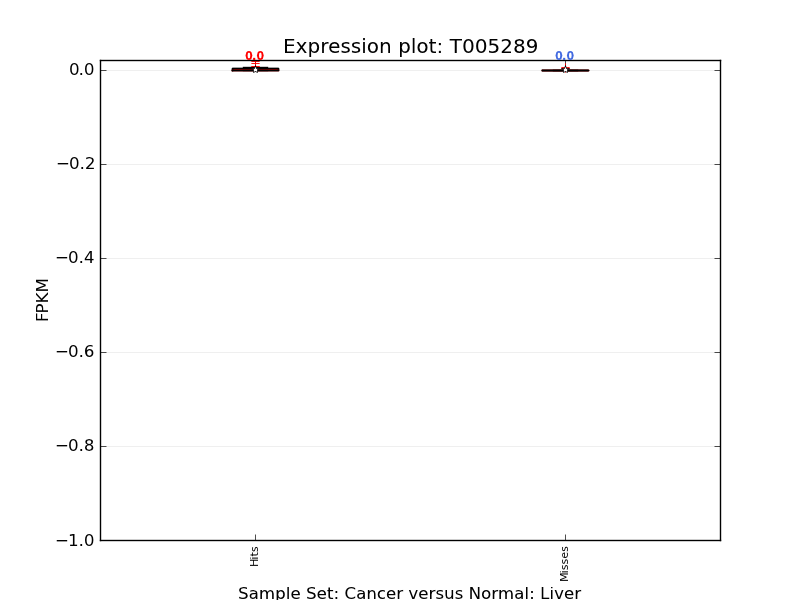 Expression plot: T005289
0.0
0.0
0.0
−0.2
−0.4
−0.6
−0.8
−1.0
FPKM
Hits
Misses
Sample Set: Cancer versus Normal: Liver